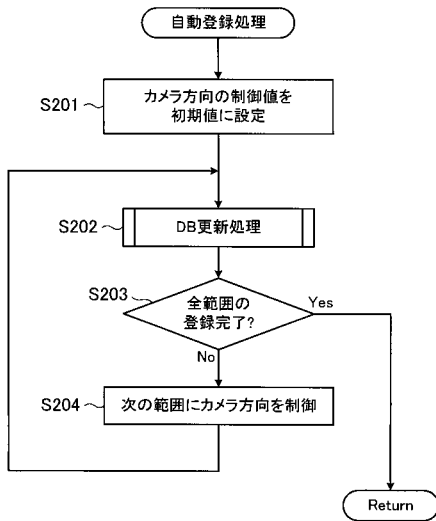 自動登録処理
S201
カメラ方向の制御値を
初期値に設定
S202
DB更新処理
S203
全範囲の
登録完了?
Yes
No
S204
次の範囲にカメラ方向を制御
Return